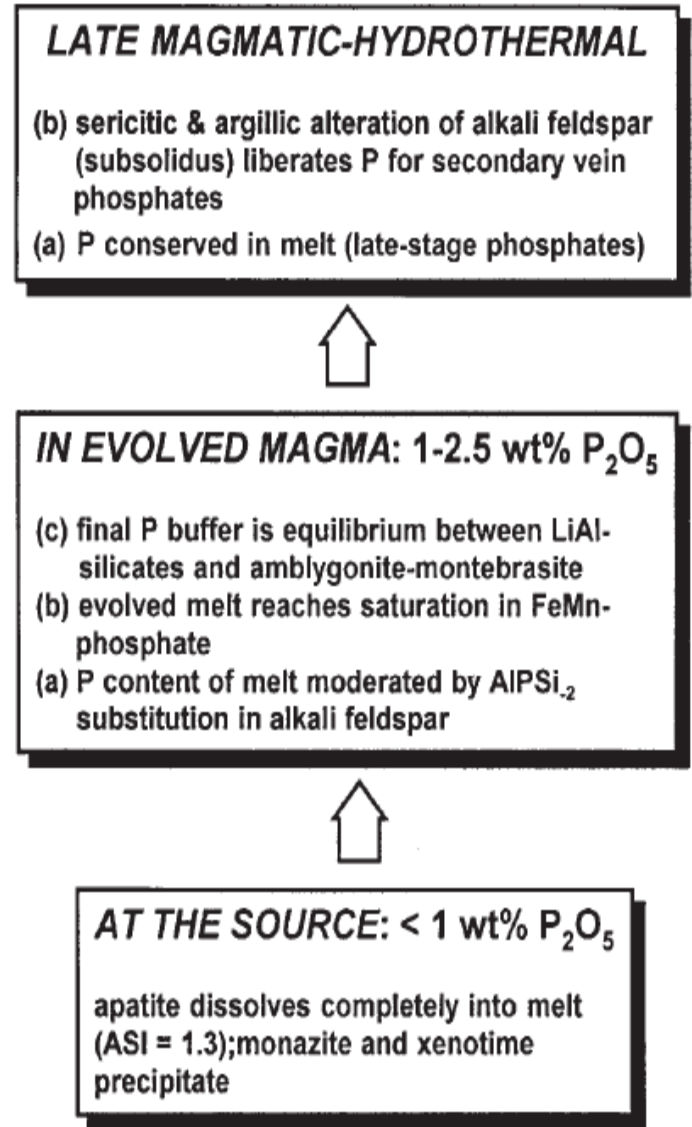 LATE MAGMATIC-HYDROTHERMAL
(b) sericitic & argillic alteration of alkali feldspar
(subsolidus) liberates P for secondary vein
phosphates
(a) P conserved in melt (late-stage phosphates)
IN EVOLVED MAGMA: 1-2.5 wt% P₂O₅
(c) final P buffer is equilibrium between LiAl-
silicates and amblygonite-montebrasite
(b) evolved melt reaches saturation in FeMn-
phosphate
(a) P content of melt moderated by AlPSi₋₂
substitution in alkali feldspar
AT THE SOURCE: < 1 wt% P₂O₅
apatite dissolves completely into melt
(ASI = 1.3);monazite and xenotime
precipitate